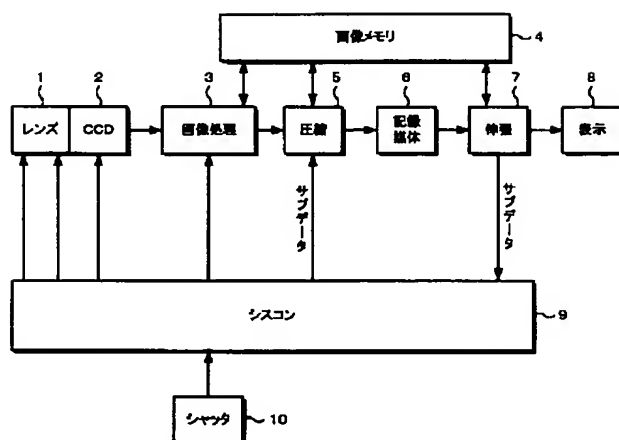 画像メモリ
4
1
2
3
5
6
7
8
レンズ
CCD
画像処理
圧縮
記録
媒体
伸張
表示
サブデータ
サブデータ
シスコン
9
シャッタ
10